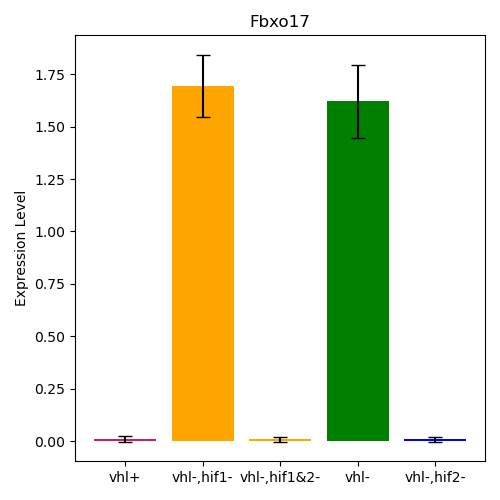 Fbxo17
Expression Level
1.75
1.50
1.25
1.00
0.75
0.50
0.25
0.00
vhl+ vhl-,hif1- vhl-,hif1&2- vhl- vhl-,hif2-